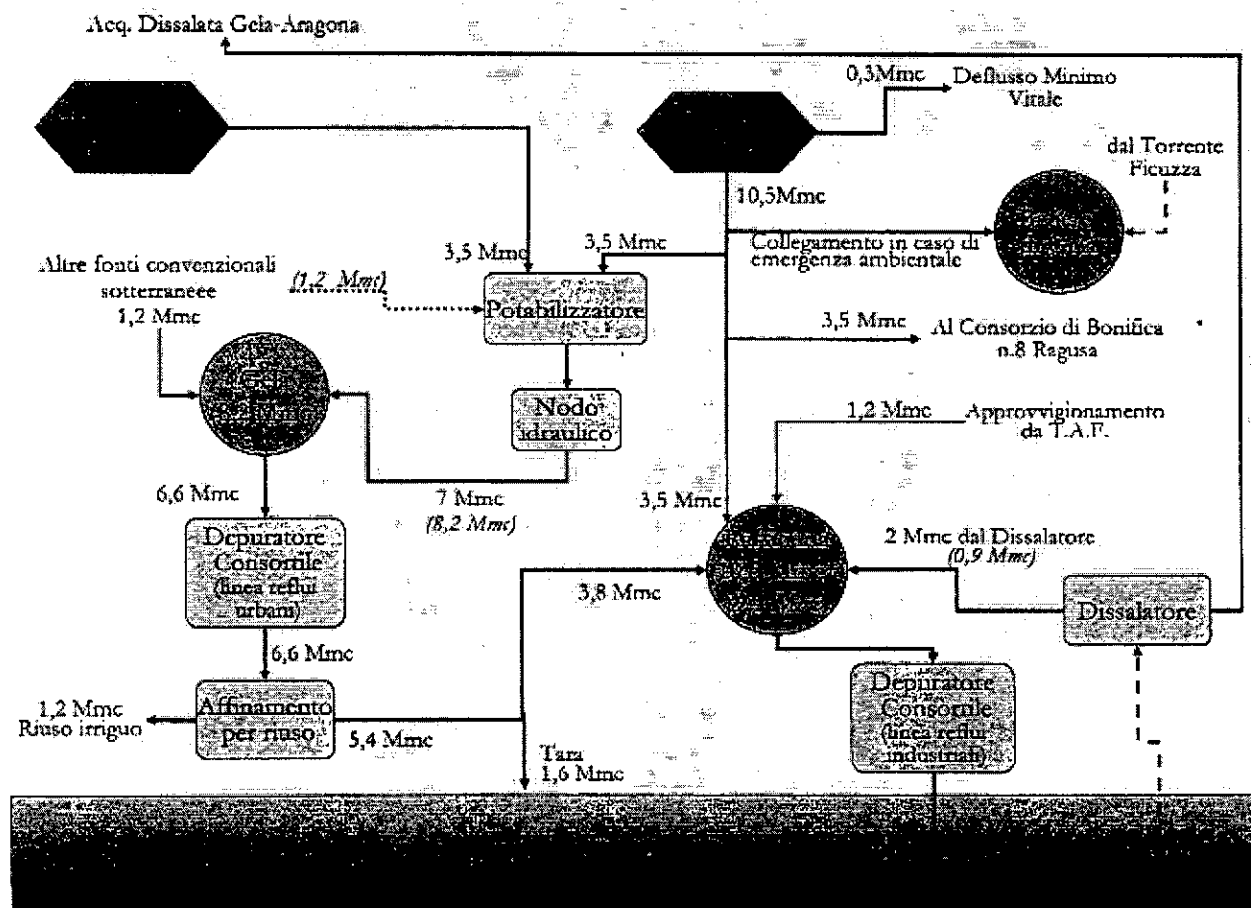 Acq. Dissalata Gela-Aragona
0,3Mmc
Deflusso Minimo
Vitale
dal Torrente
Ficuzza
10,5Mmc
3,5 Mmc
3,5 Mmc
Collegamento in caso di
emergenza ambientale
Altre fonti convenzionali
sotterraneee
1,2 Mmc
(1,2 Mmc)
Potabilizzatore
3,5 Mmc
Al Consorzio di Bonifica
n.8 Ragusa
Nodo
idraulico
1,2 Mmc
Approvvigionnamento
da T.A.F.
6,6 Mmc
7 Mmc
(8,2 Mmc)
3,5 Mmc
Depuratore
Consortile
(linea reflui
urbani)
2 Mmc dal Dissalatore
(0,9 Mmc)
3,8 Mmc
Dissalatore
6,6 Mmc
Depuratore
Consortile
(linea reflui
industriali)
1,2 Mmc
Riuso irriguo
Affinamento
per riuso
5,4 Mmc
Tara
1,6 Mmc